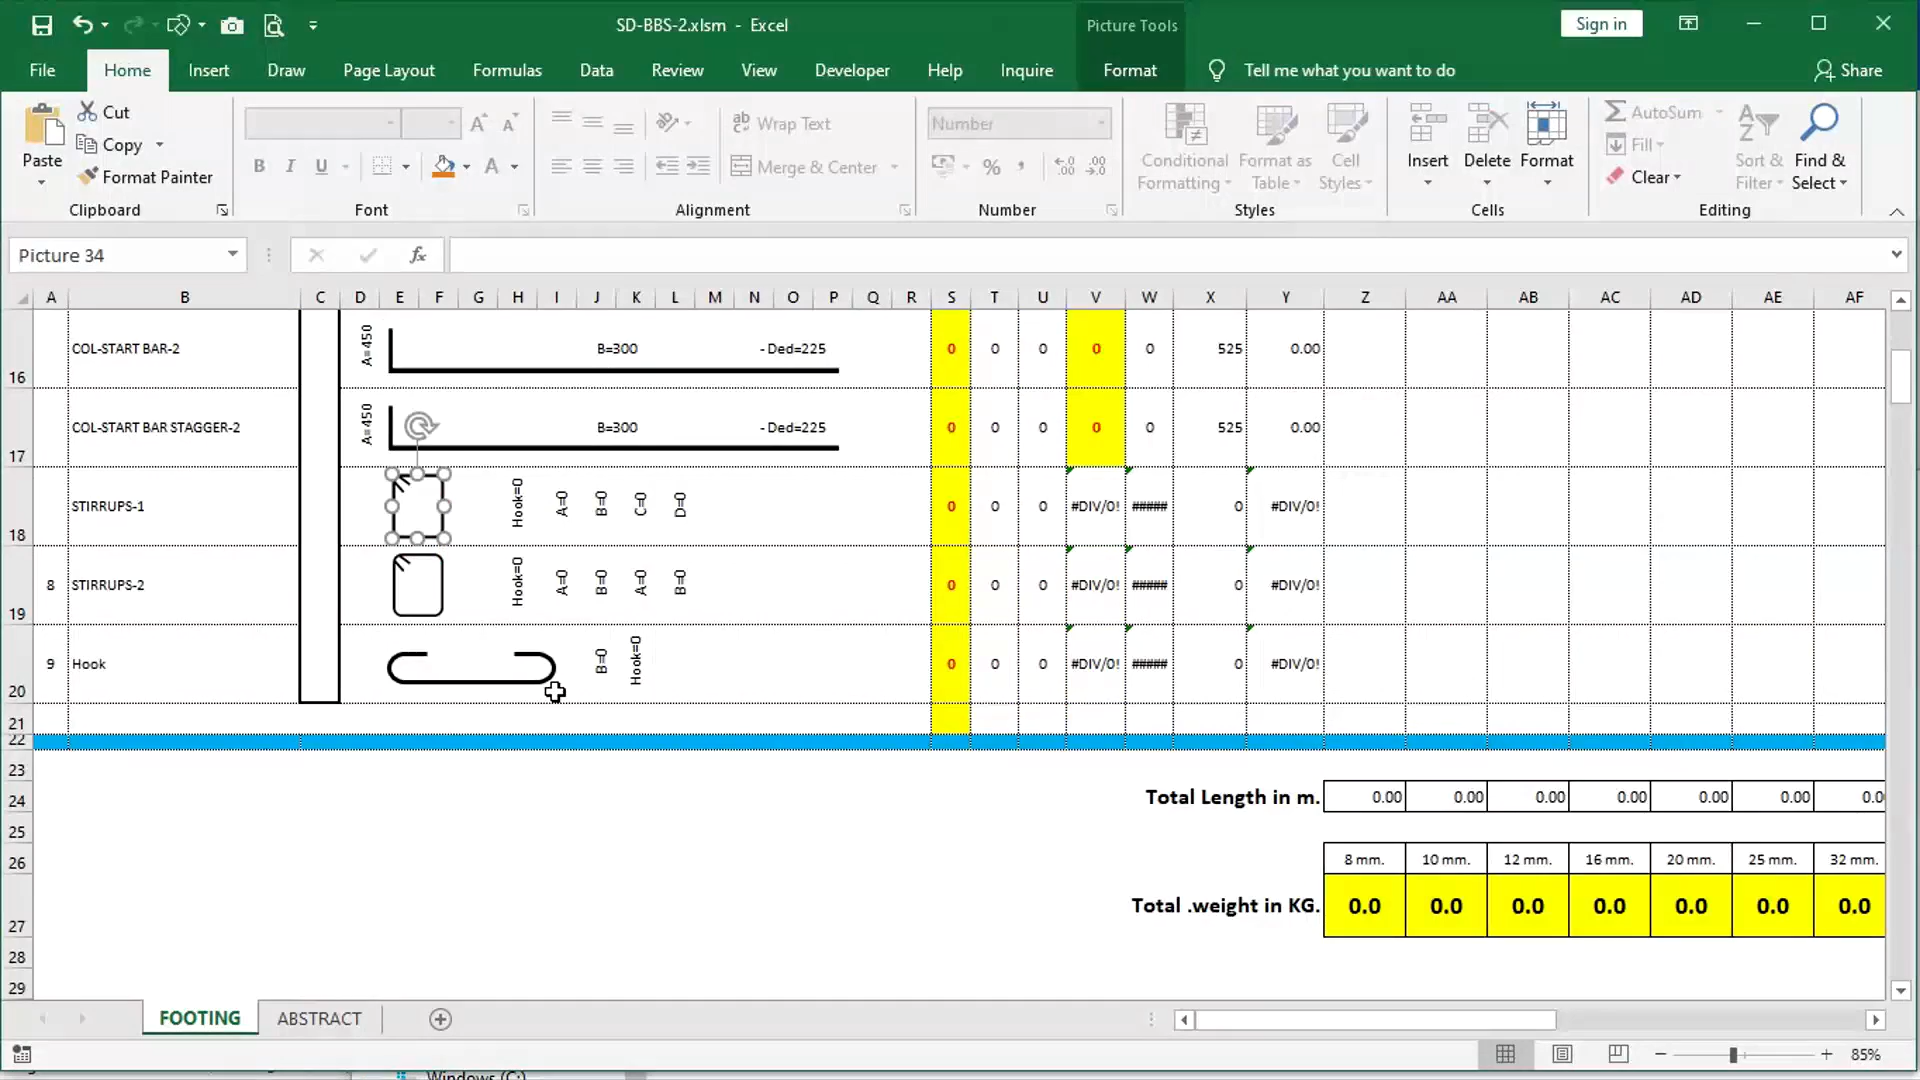 SD-BBS-2.xlsm - Excel
Picture Tools
Sign in
File Home Insert Draw Page Layout Formulas Data Review View Developer Help Inquire Format Tell me what you want to do Share
Cut
Copy
Format Painter
Paste
Clipboard
B I U A
Font
Wrap Text
Merge & Center
Alignment
Number
%
Number
Conditional Formatting
Format as Table
Cell Styles
Styles
Insert Delete Format
Cells
AutoSum
Fill
Clear
Sort & Filter
Find & Select
Editing
Picture 34
fx
A B C D E F G H I J K L M N O P Q R S T U V W X Y Z AA AB AC AD AE AF
16 COL-START BAR-2 A=450 B=300 - Ded=225 0 0 0 0 0 525 0.00
17 COL-START BAR STAGGER-2 A=450 B=300 - Ded=225 0 0 0 0 0 525 0.00
18 STIRRUPS-1 Hook=0 A=0 B=0 C=0 D=0 0 0 0 #DIV/0! ##### 0 #DIV/0!
19 8 STIRRUPS-2 Hook=0 A=0 B=0 A=0 B=0 0 0 0 #DIV/0! ##### 0 #DIV/0!
20 9 Hook B=0 Hook=0 0 0 0 #DIV/0! ##### 0 #DIV/0!
21
22
23
24 Total Length in m. 0.00 0.00 0.00 0.00 0.00 0.00 0.0
25
26 8 mm. 10 mm. 12 mm. 16 mm. 20 mm. 25 mm. 32 mm.
27 Total .weight in KG. 0.0 0.0 0.0 0.0 0.0 0.0 0.0
28
29
FOOTING ABSTRACT
85%
Windows (C:)